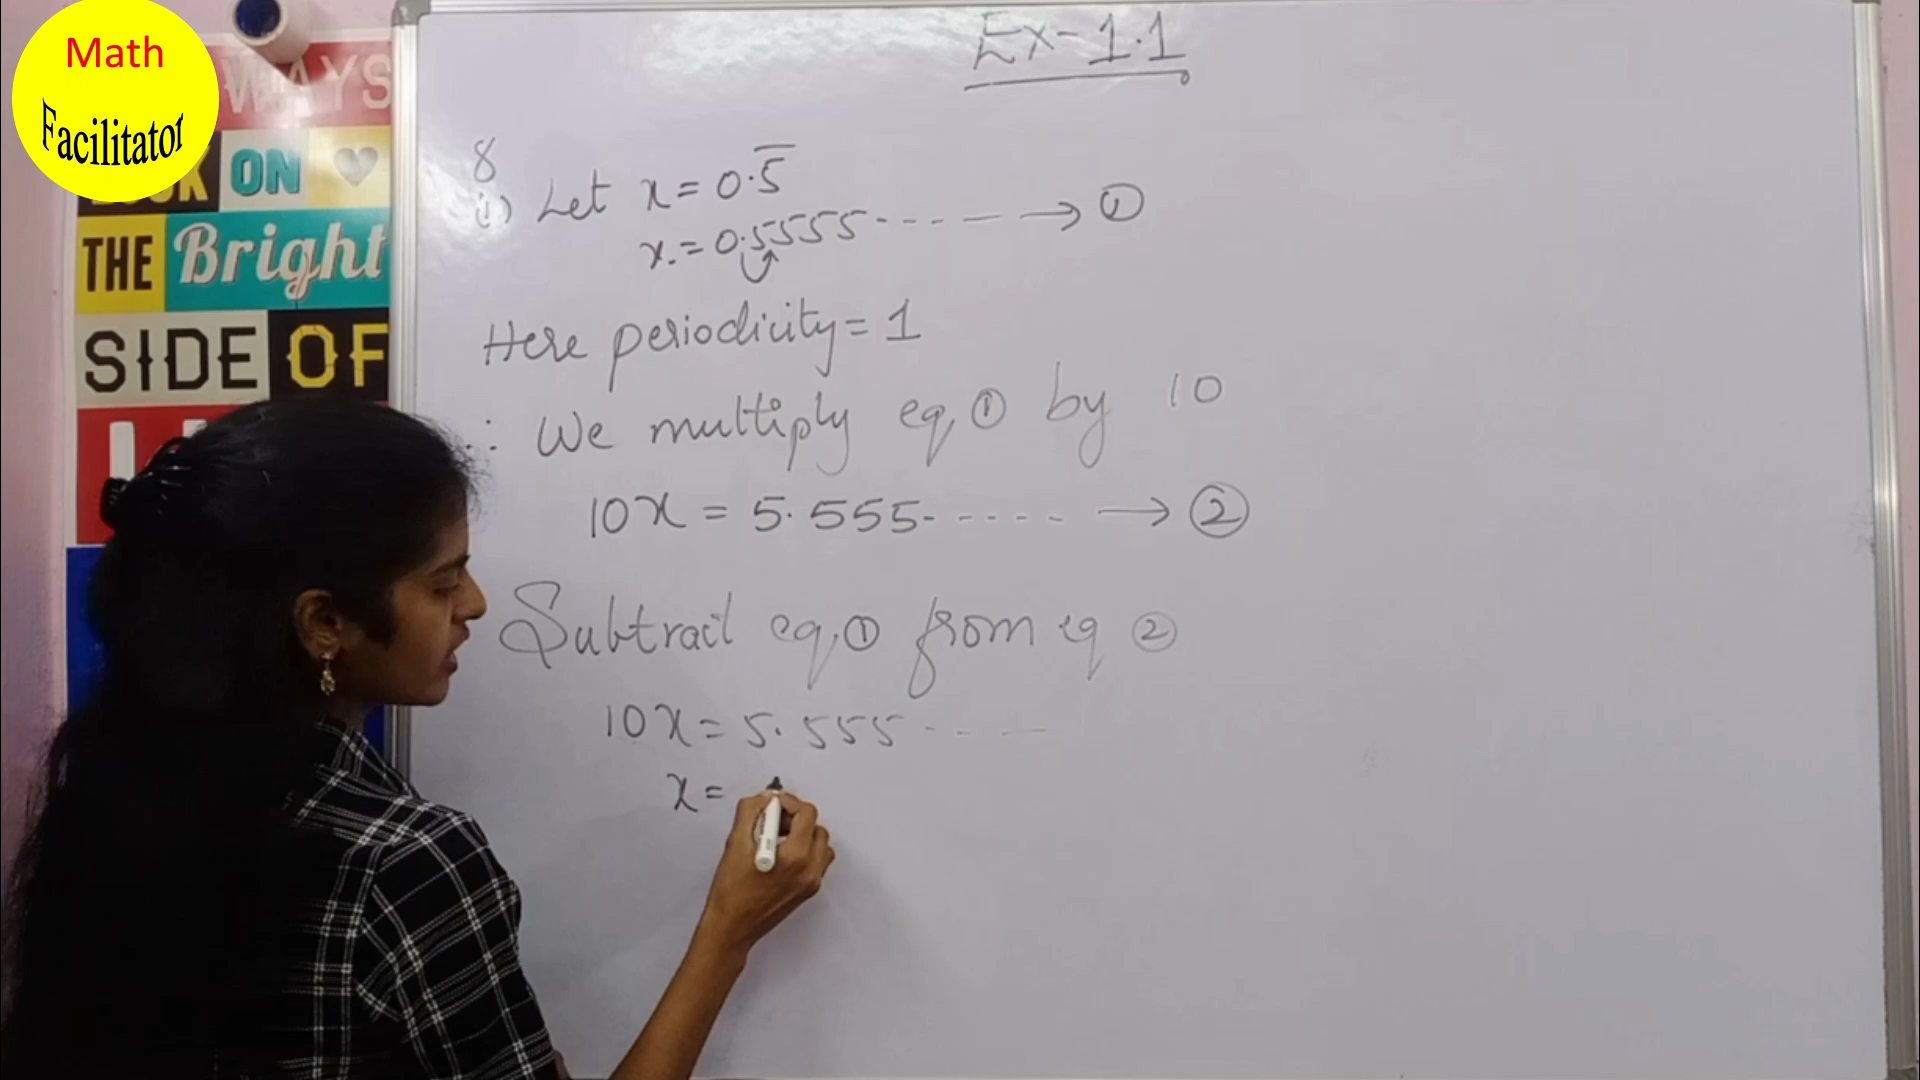 Math
Facilitator
WAYS
ON
THE Bright
SIDE OF
Ex-1.1
8
i) Let x = 0.5̅
x = 0.5555---- → ①
Here periodicity = 1
∴ We multiply eq ① by 10
10x = 5.555----- → ②
Subtract eq ① from eq ②
10x = 5.555----
x =